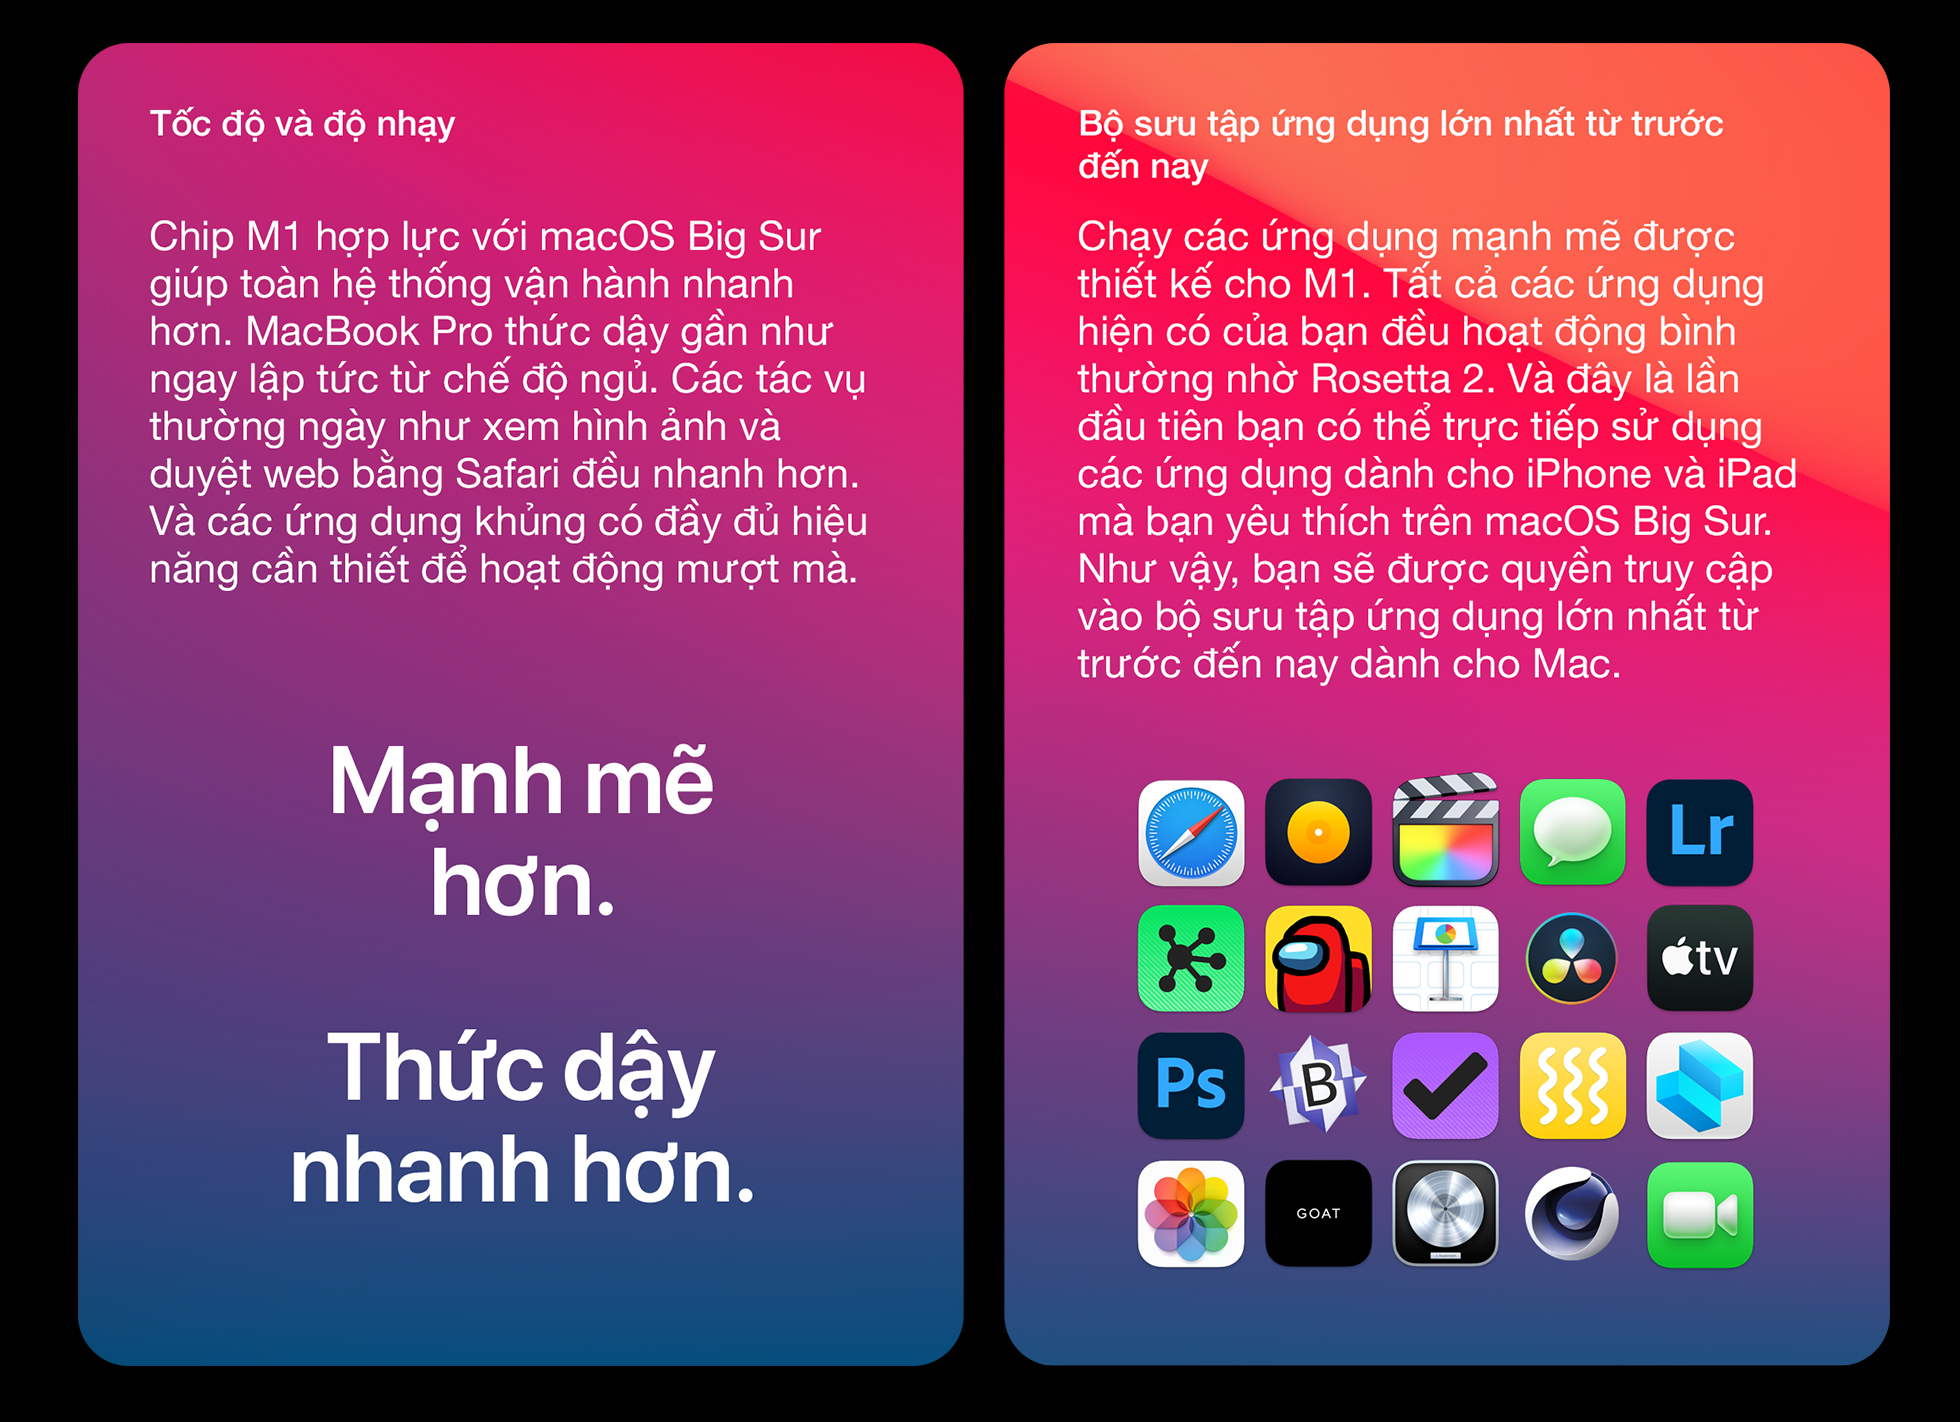 Tốc độ và độ nhạy
Chip M1 hợp lực với macOS Big Sur
giúp toàn hệ thống vận hành nhanh
hơn. MacBook Pro thức dậy gần như
ngay lập tức từ chế độ ngủ. Các tác vụ
thường ngày như xem hình ảnh và
duyệt web bằng Safari đều nhanh hơn.
Và các ứng dụng khủng có đầy đủ hiệu
năng cần thiết để hoạt động mượt mà.
Mạnh mẽ
hơn.
Thức dậy
nhanh hơn.
Bộ sưu tập ứng dụng lớn nhất từ trước
đến nay
Chạy các ứng dụng mạnh mẽ được
thiết kế cho M1. Tất cả các ứng dụng
hiện có của bạn đều hoạt động bình
thường nhờ Rosetta 2. Và đây là lần
đầu tiên bạn có thể trực tiếp sử dụng
các ứng dụng dành cho iPhone và iPad
mà bạn yêu thích trên macOS Big Sur.
Như vậy, bạn sẽ được quyền truy cập
vào bộ sưu tập ứng dụng lớn nhất từ
trước đến nay dành cho Mac.
Lr
tv
Ps
B
GOAT